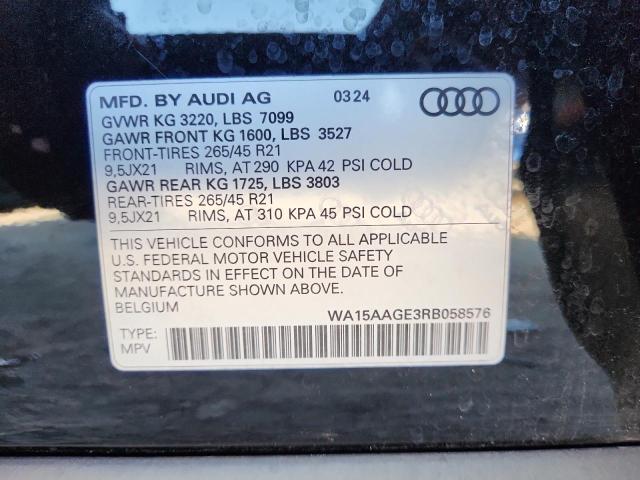 MFD. BY AUDI AG 03 24
GVWR KG 3220, LBS 7099
GAWR FRONT KG 1600, LBS 3527
FRONT-TIRES 265/45 R21
9,5JX21 RIMS, AT 290 KPA 42 PSI COLD
GAWR REAR KG 1725, LBS 3803
REAR-TIRES 265/45 R21
9,5JX21 RIMS, AT 310 KPA 45 PSI COLD
THIS VEHICLE CONFORMS TO ALL APPLICABLE
U.S. FEDERAL MOTOR VEHICLE SAFETY
STANDARDS IN EFFECT ON THE DATE OF
MANUFACTURE SHOWN ABOVE.
BELGIUM WA15AAGE3RB058576
TYPE:
MPV